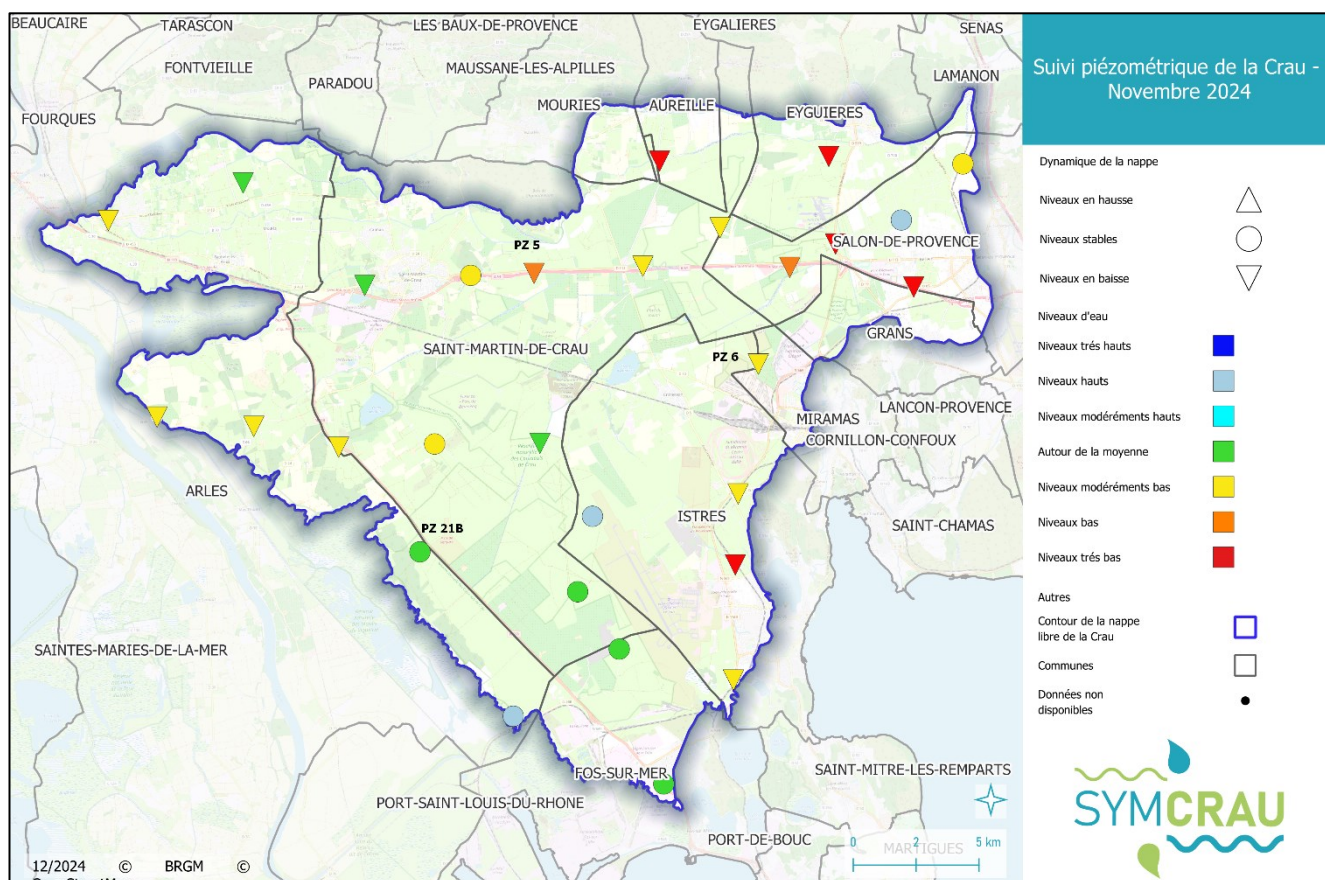 BEAUCAIRE
TARASCON
LES BAUX-DE-PROVENCE
EYGALIERES
SENAS
FONTVIEILLE
PARADOU
MAUSSANE-LES-ALPILLES
LAMANON
MOURIES
AUREILLE
EYGUIERES
FOURQUES
SALON-DE-PROVENCE
PZ 5
GRANS
SAINT-MARTIN-DE-CRAU
PZ 6
LANCON-PROVENCE
MIRAMAS
CORNILLON-CONFOUX
ARLES
ISTRES
SAINT-CHAMAS
PZ 21B
SAINTES-MARIES-DE-LA-MER
FOS-SUR-MER
SAINT-MITRE-LES-REMPARTS
PORT-SAINT-LOUIS-DU-RHONE
PORT-DE-BOUC
MARTIGUES
0 2 5 km
12/2024 © BRGM ©
Suivi piézométrique de la Crau -
Novembre 2024
Dynamique de la nappe
Niveaux en hausse
Niveaux stables
Niveaux en baisse
Niveaux d'eau
Niveaux trés hauts
Niveaux hauts
Niveaux modéréments hauts
Autour de la moyenne
Niveaux modéréments bas
Niveaux bas
Niveaux trés bas
Autres
Contour de la nappe
libre de la Crau
Communes
Données non
disponibles
SYMCRAU